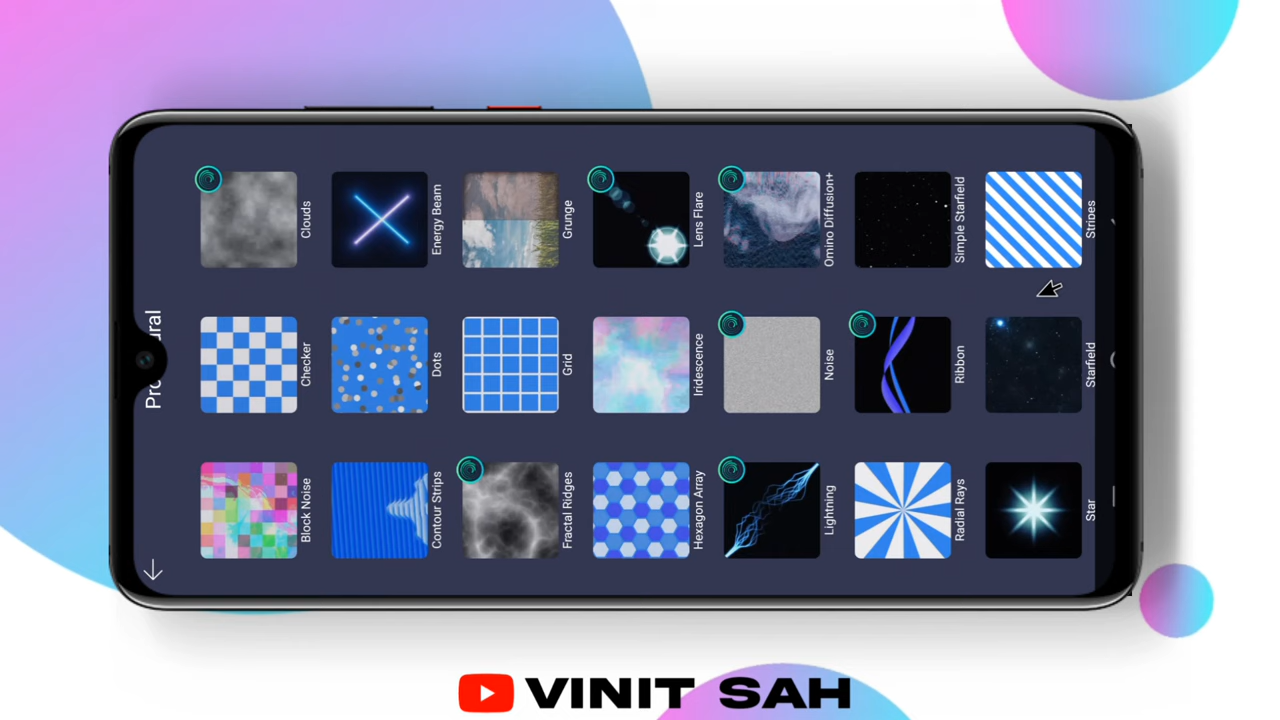 Block Noise
Checker
Clouds
Contour Strips
Dots
Energy Beam
Fractal Ridges
Grid
Grunge
Hexagon Array
Iridescence
Lens Flare
Lightning
Noise
Omino Diffusion+
Radial Rays
Ribbon
Simple Starfield
Star
Starfield
Stripes
VINIT SAH